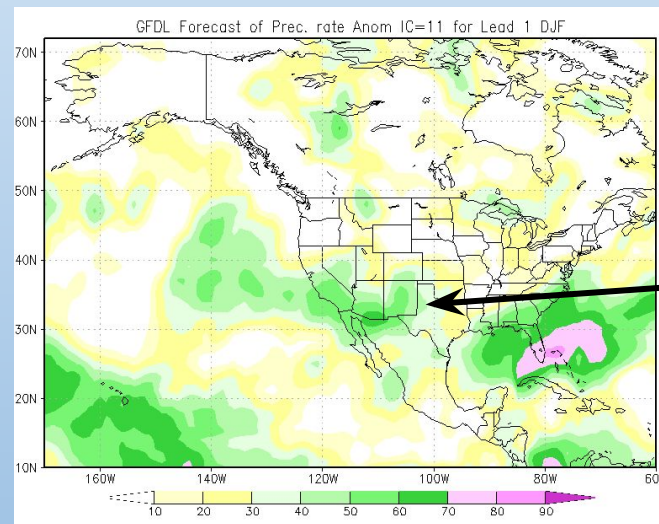 GFDL Forecast of Prec. rate Anom IC=11 for Lead 1 DJF
70N
60N
50N
40N
30N
20N
10N
160W 140W 120W 100W 80W 60
10 20 30 40 50 60 70 80 90